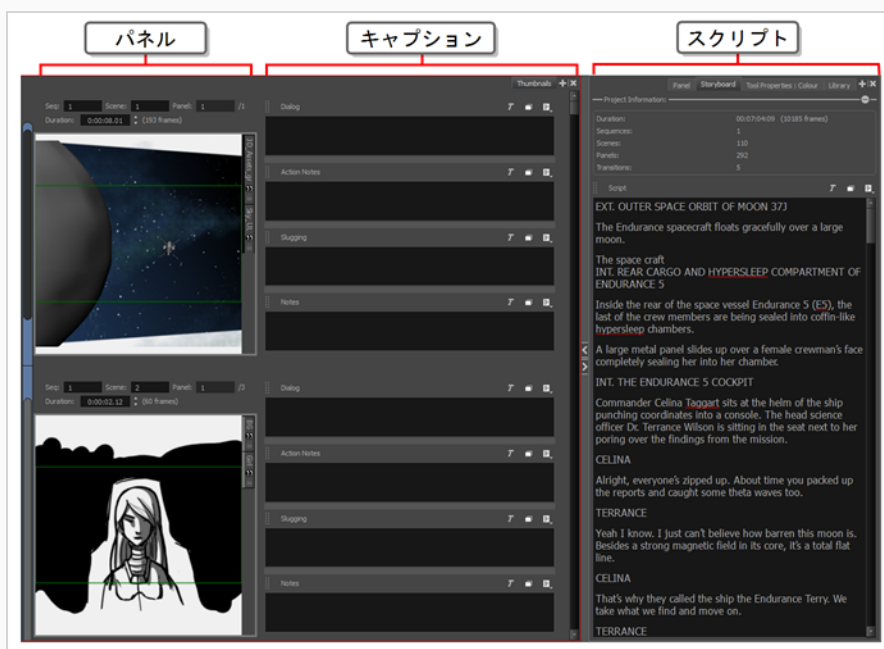 パネル
キャプション
スクリプト
Thumbnails
Seq: 1 Scene: 1 Panel: 1 /1
Duration: 0:00:08.01 (193 frames)
Dialog
Action Notes
Slugging
Notes
Seq: 1 Scene: 2 Panel: 1 /3
Duration: 0:00:02.12 (60 frames)
BG
Girl
Dialog
Action Notes
Slugging
Notes
Panel Storyboard Tool Properties : Colour Library
Project Information:
Duration: 00:07:04:09 (10185 frames)
Sequences: 1
Scenes: 110
Panels: 292
Transitions: 5
Script
EXT. OUTER SPACE ORBIT OF MOON 37J
The Endurance spacecraft floats gracefully over a large
moon.
The space craft
INT. REAR CARGO AND HYPERSLEEP COMPARTMENT OF
ENDURANCE 5
Inside the rear of the space vessel Endurance 5 (E5), the
last of the crew members are being sealed into coffin-like
hypersleep chambers.
A large metal panel slides up over a female crewman's face
completely sealing her into her chamber.
INT. THE ENDURANCE 5 COCKPIT
Commander Celina Taggart sits at the helm of the ship
punching coordinates into a console. The head science
officer Dr. Terrance Wilson is sitting in the seat next to her
poring over the findings from the mission.
CELINA
Alright, everyone's zipped up. About time you packed up
the reports and caught some theta waves too.
TERRANCE
Yeah I know. I just can't believe how barren this moon is.
Besides a strong magnetic field in its core, it's a total flat
line.
CELINA
That's why they called the ship the Endurance Terry. We
take what we find and move on.
TERRANCE